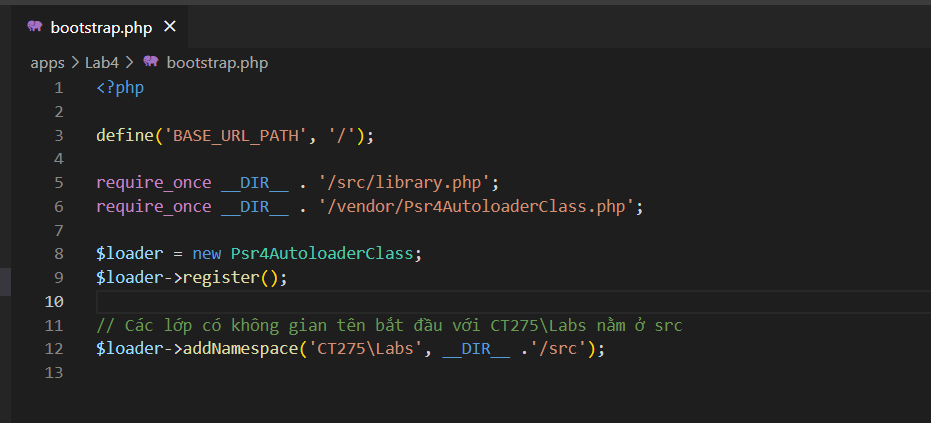 bootstrap.php ×
apps > Lab4 > bootstrap.php
1 <?php
2
3 define('BASE_URL_PATH', '/');
4
5 require_once __DIR__ . '/src/library.php';
6 require_once __DIR__ . '/vendor/Psr4AutoloaderClass.php';
7
8 $loader = new Psr4AutoloaderClass;
9 $loader->register();
10
11 // Các lớp có không gian tên bắt đầu với CT275\Labs nằm ở src
12 $loader->addNamespace('CT275\Labs', __DIR__ .'/src');
13